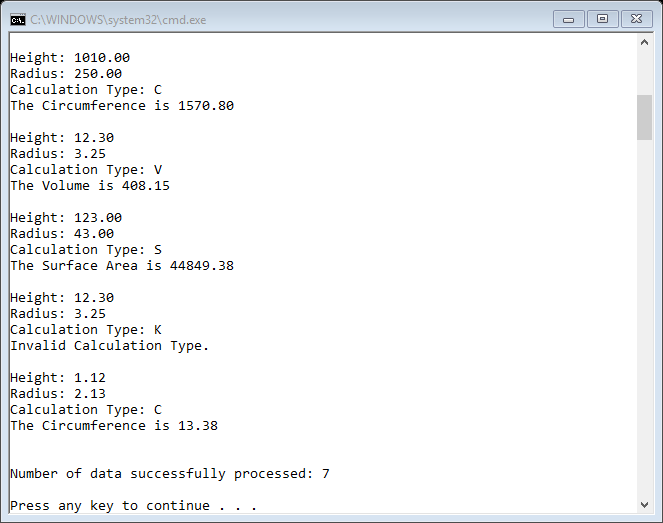 C:\WINDOWS\system32\cmd.exe
Height: 1010.00
Radius: 250.00
Calculation Type: C
The Circumference is 1570.80
Height: 12.30
Radius: 3.25
Calculation Type: V
The Volume is 408.15
Height: 123.00
Radius: 43.00
Calculation Type: S
The Surface Area is 44849.38
Height: 12.30
Radius: 3.25
Calculation Type: K
Invalid Calculation Type.
Height: 1.12
Radius: 2.13
Calculation Type: C
The Circumference is 13.38
Number of data successfully processed: 7
Press any key to continue . . .